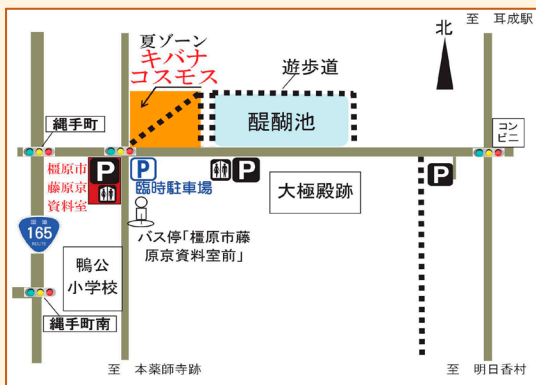 至 耳成駅
北
夏ゾーン
キバナ
コスモス
遊歩道
醍醐池
縄手町
コン
ビニ
橿原市
藤原京
資料室
P
P
臨時駐車場
P
P
大極殿跡
国道
165
ROUTE
バス停「橿原市藤
原京資料室前」
鴨公
小学校
縄手町南
至 本薬師寺跡
至 明日香村